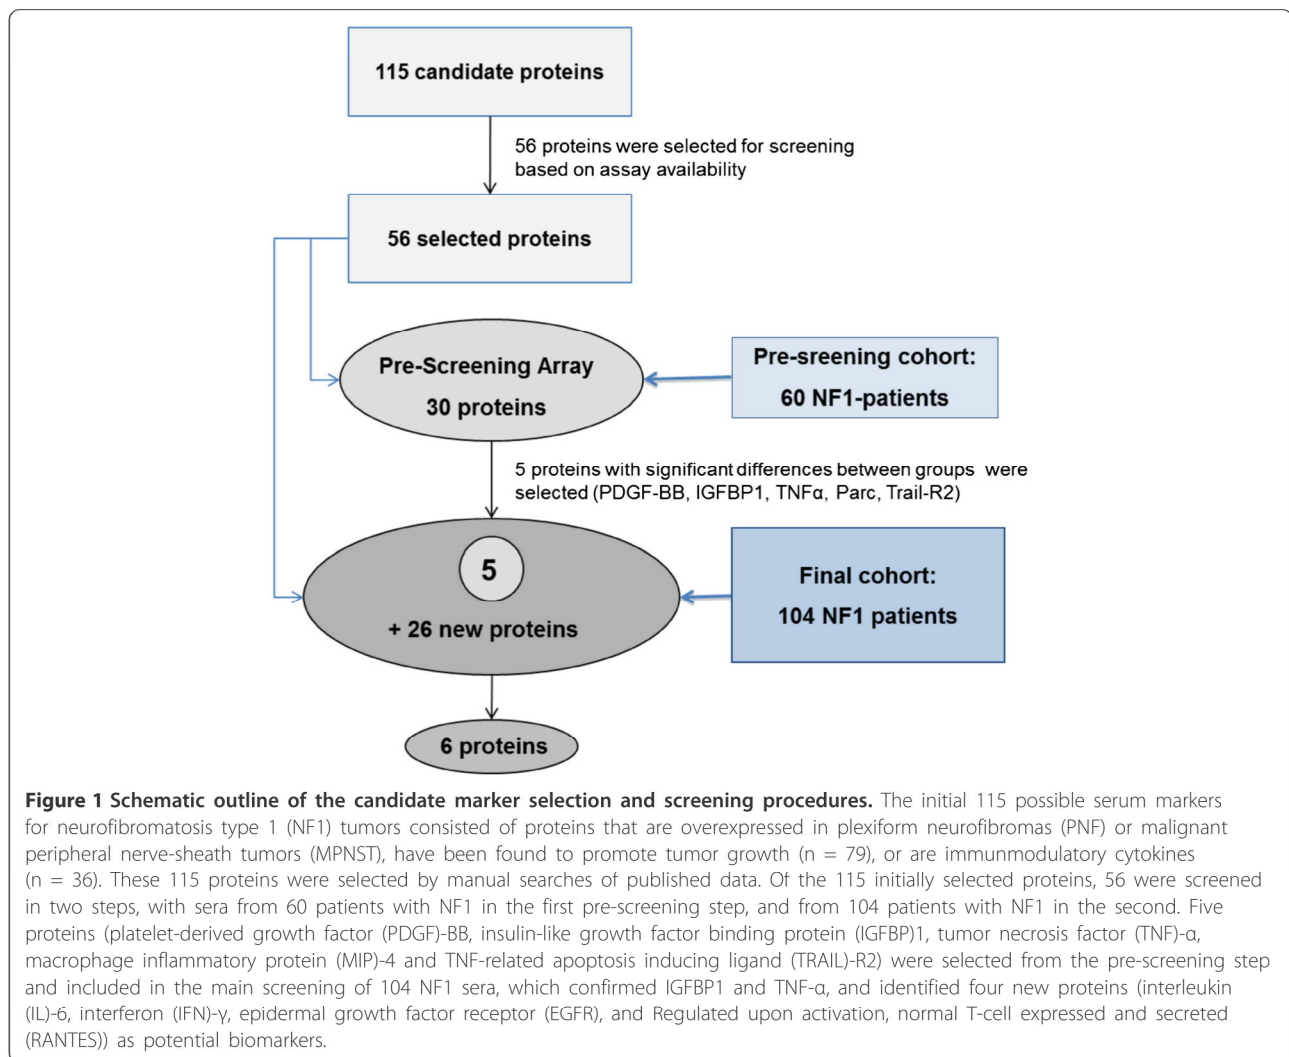 115 candidate proteins
56 proteins were selected for screening
based on assay availability
56 selected proteins
Pre-Screening Array
30 proteins
Pre-sreening cohort:
60 NF1-patients
5 proteins with significant differences between groups were
selected (PDGF-BB, IGFBP1, TNFα, Parc, Trail-R2)
5
+ 26 new proteins
Final cohort:
104 NF1 patients
6 proteins
Figure 1 Schematic outline of the candidate marker selection and screening procedures. The initial 115 possible serum markers
for neurofibromatosis type 1 (NF1) tumors consisted of proteins that are overexpressed in plexiform neurofibromas (PNF) or malignant
peripheral nerve-sheath tumors (MPNST), have been found to promote tumor growth (n = 79), or are immunmodulatory cytokines
(n = 36). These 115 proteins were selected by manual searches of published data. Of the 115 initially selected proteins, 56 were screened
in two steps, with sera from 60 patients with NF1 in the first pre-screening step, and from 104 patients with NF1 in the second. Five
proteins (platelet-derived growth factor (PDGF)-BB, insulin-like growth factor binding protein (IGFBP)1, tumor necrosis factor (TNF)-α,
macrophage inflammatory protein (MIP)-4 and TNF-related apoptosis inducing ligand (TRAIL)-R2) were selected from the pre-screening step
and included in the main screening of 104 NF1 sera, which confirmed IGFBP1 and TNF-α, and identified four new proteins (interleukin
(IL)-6, interferon (IFN)-γ, epidermal growth factor receptor (EGFR), and Regulated upon activation, normal T-cell expressed and secreted
(RANTES)) as potential biomarkers.